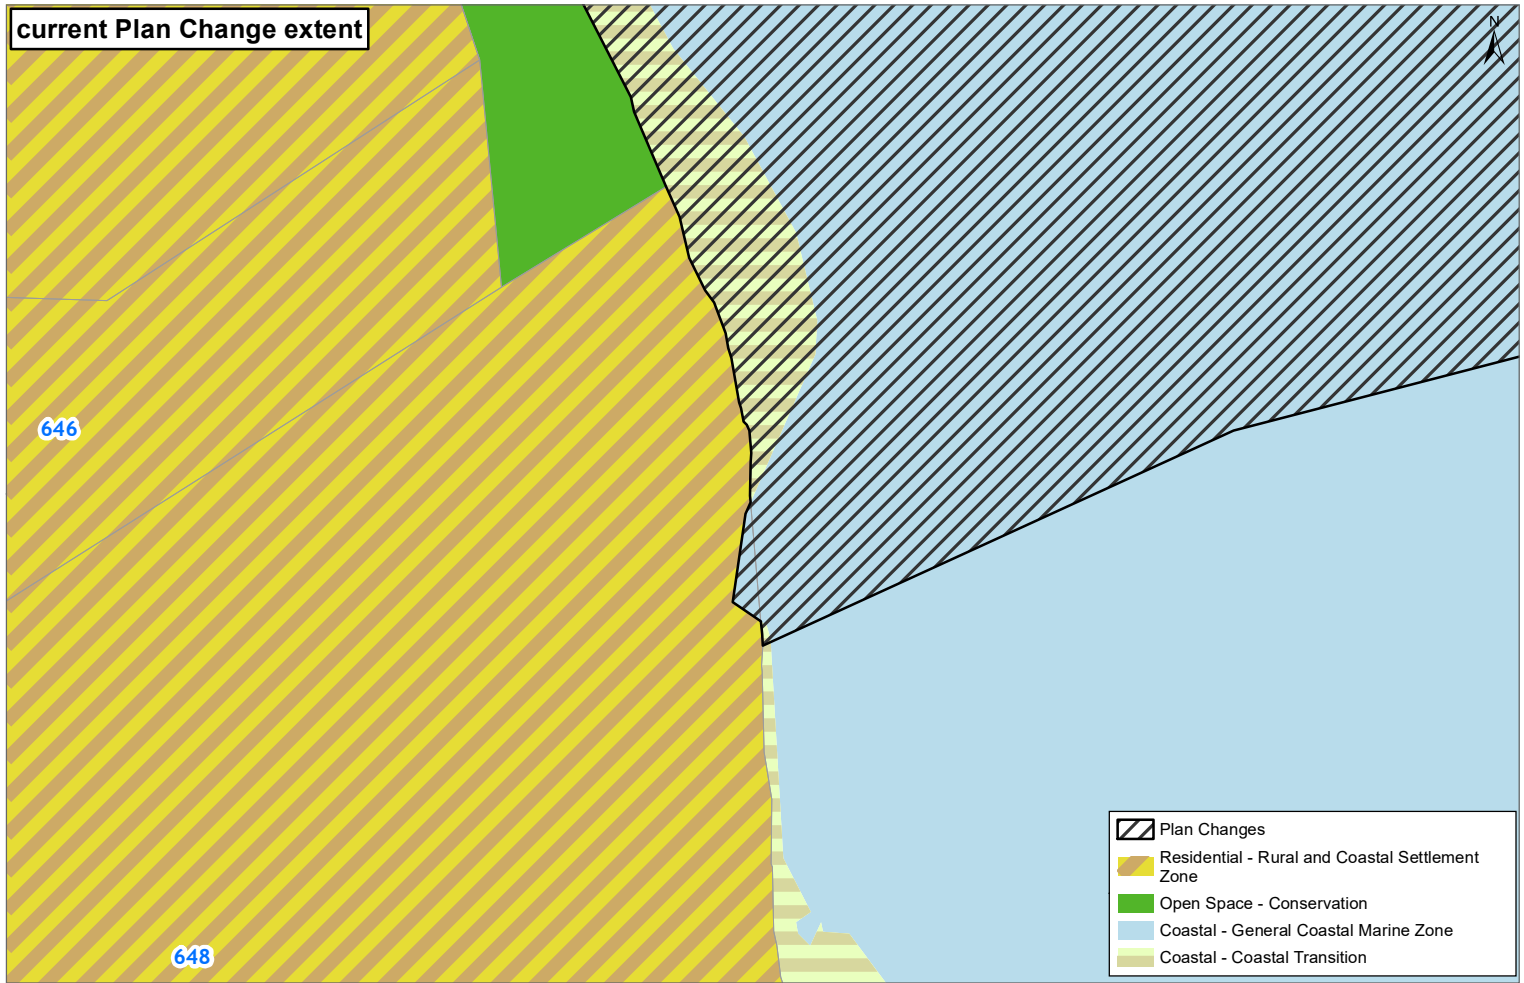 current Plan Change extent
N
646
648
Plan Changes
Residential - Rural and Coastal Settlement
Zone
Open Space - Conservation
Coastal - General Coastal Marine Zone
Coastal - Coastal Transition